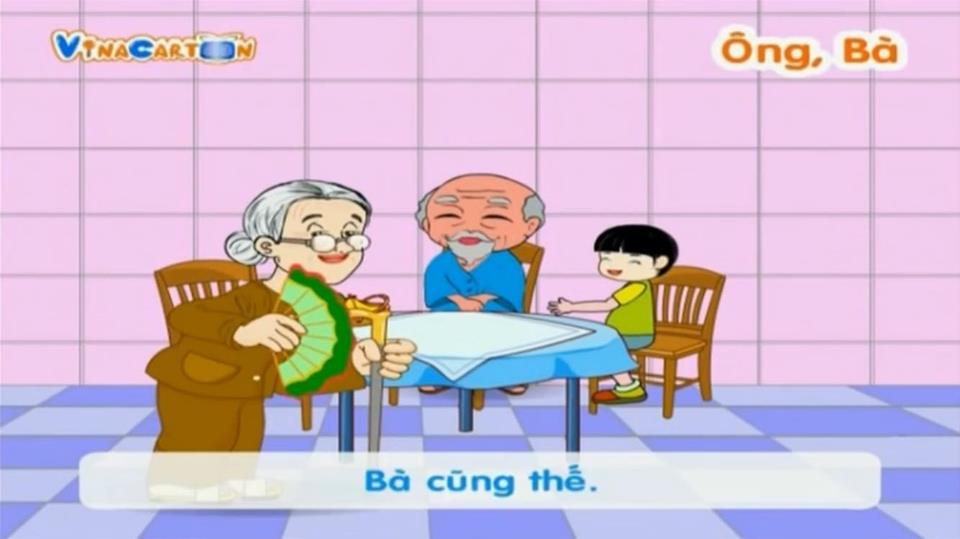 VINACARTOON
Ông, Bà
Bà cũng thế.